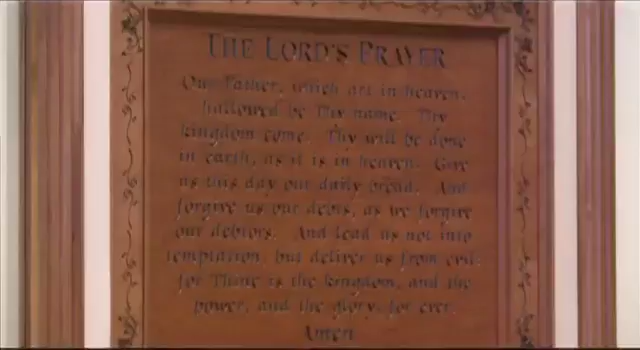 THE LORD'S PRAYER
Our Father, which art in heaven,
hallowed be Thy name. Thy
kingdom come. Thy will be done
in earth, as it is in heaven. Give
us this day our daily bread. And
forgive us our debts, as we forgive
our debtors. And lead us not into
temptation, but deliver us from evil:
for Thine is the kingdom, and the
power, and the glory, for ever.
Amen